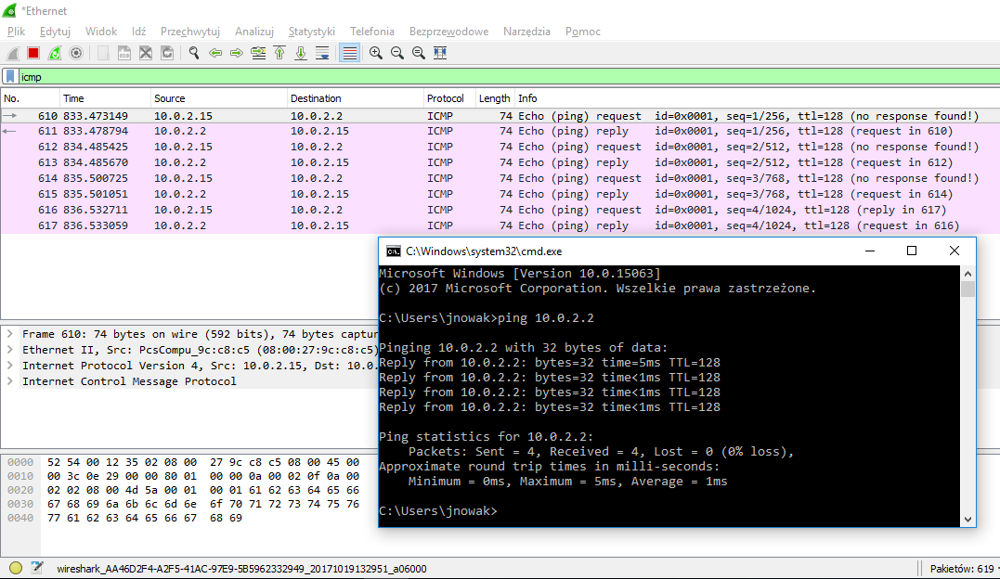 *Ethernet
Plik Edytuj Widok Idź Przechwytuj Analizuj Statystyki Telefonia Bezprzewodowe Narzędzia Pomoc
icmp
No. Time Source Destination Protocol Length Info
610 833.473149 10.0.2.15 10.0.2.2 ICMP 74 Echo (ping) request id=0x0001, seq=1/256, ttl=128 (no response found!)
611 833.478794 10.0.2.2 10.0.2.15 ICMP 74 Echo (ping) reply id=0x0001, seq=1/256, ttl=128 (request in 610)
612 834.485425 10.0.2.15 10.0.2.2 ICMP 74 Echo (ping) request id=0x0001, seq=2/512, ttl=128 (no response found!)
613 834.485670 10.0.2.2 10.0.2.15 ICMP 74 Echo (ping) reply id=0x0001, seq=2/512, ttl=128 (request in 612)
614 835.500725 10.0.2.15 10.0.2.2 ICMP 74 Echo (ping) request id=0x0001, seq=3/768, ttl=128 (no response found!)
615 835.501051 10.0.2.2 10.0.2.15 ICMP 74 Echo (ping) reply id=0x0001, seq=3/768, ttl=128 (request in 614)
616 836.532711 10.0.2.15 10.0.2.2 ICMP 74 Echo (ping) request id=0x0001, seq=4/1024, ttl=128 (reply in 617)
617 836.533059 10.0.2.2 10.0.2.15 ICMP 74 Echo (ping) reply id=0x0001, seq=4/1024, ttl=128 (request in 616)
Frame 610: 74 bytes on wire (592 bits), 74 bytes captur
Ethernet II, Src: PcsCompu_9c:c8:c5 (08:00:27:9c:c8:c5)
Internet Protocol Version 4, Src: 10.0.2.15, Dst: 10.0.
Internet Control Message Protocol
0000 52 54 00 12 35 02 08 00 27 9c c8 c5 08 00 45 00
0010 00 3c 0e 29 00 00 80 01 00 00 0a 00 02 0f 0a 00
0020 02 02 08 00 4d 5a 00 01 00 01 61 62 63 64 65 66
0030 67 68 69 6a 6b 6c 6d 6e 6f 70 71 72 73 74 75 76
0040 77 61 62 63 64 65 66 67 68 69
C:\Windows\system32\cmd.exe
Microsoft Windows [Version 10.0.15063]
(c) 2017 Microsoft Corporation. Wszelkie prawa zastrzeżone.
C:\Users\jnowak>ping 10.0.2.2
Pinging 10.0.2.2 with 32 bytes of data:
Reply from 10.0.2.2: bytes=32 time=5ms TTL=128
Reply from 10.0.2.2: bytes=32 time<1ms TTL=128
Reply from 10.0.2.2: bytes=32 time<1ms TTL=128
Reply from 10.0.2.2: bytes=32 time<1ms TTL=128
Ping statistics for 10.0.2.2:
Packets: Sent = 4, Received = 4, Lost = 0 (0% loss),
Approximate round trip times in milli-seconds:
Minimum = 0ms, Maximum = 5ms, Average = 1ms
C:\Users\jnowak>
wireshark_AA46D2F4-A2F5-41AC-97E9-5B5962332949_20171019132951_a06000
Pakietów: 619 ·